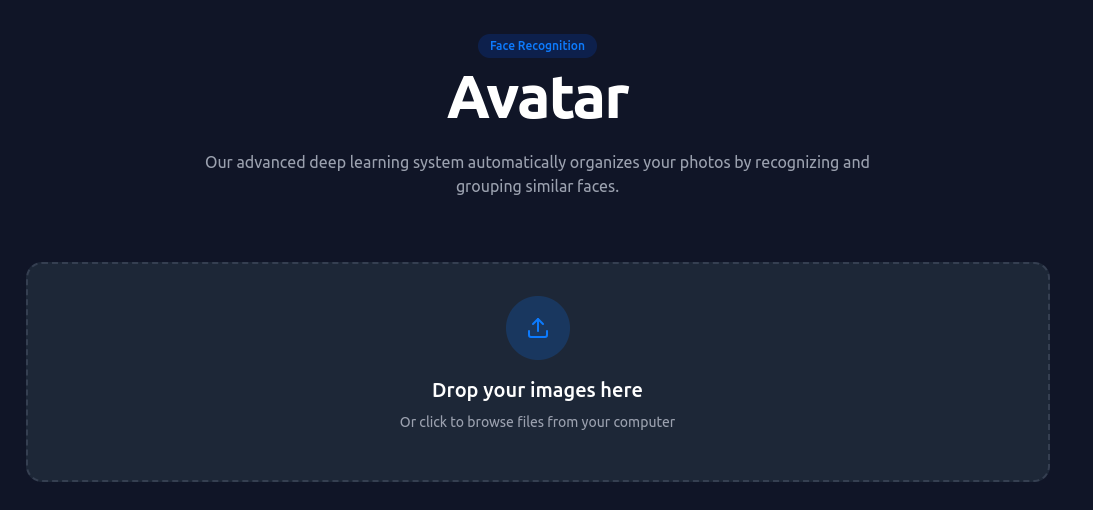 Face Recognition
Avatar
Our advanced deep learning system automatically organizes your photos by recognizing and
grouping similar faces.
Drop your images here
Or click to browse files from your computer